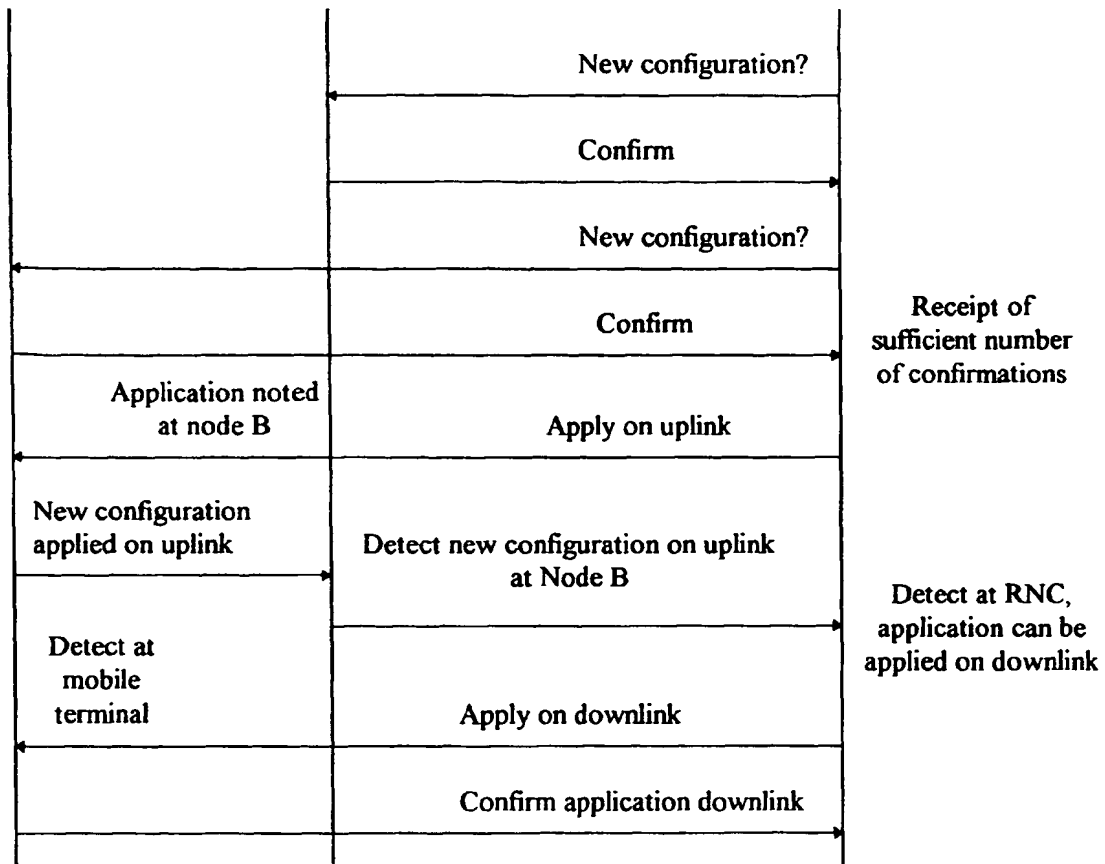 New configuration?
Confirm
New configuration?
Confirm
Receipt of
sufficient number
of confirmations
Application noted
at node B
Apply on uplink
New configuration
applied on uplink
Detect new configuration on uplink
at Node B
Detect at RNC,
application can be
applied on downlink
Detect at
mobile
terminal
Apply on downlink
Confirm application downlink